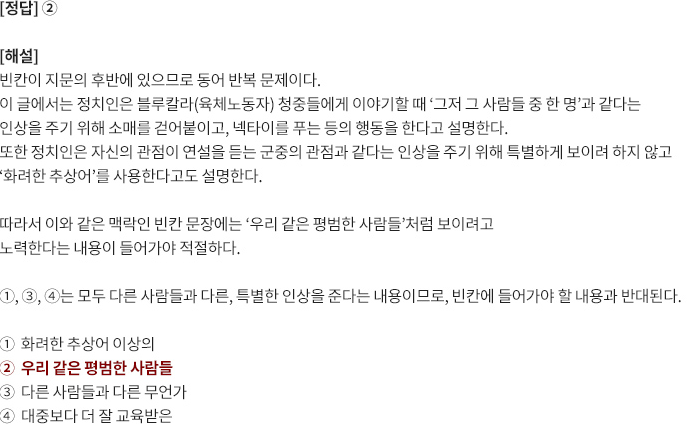 [정답] ②
[해설]
빈칸이 지문의 후반에 있으므로 동어 반복 문제이다.
이 글에서는 정치인은 블루칼라(육체노동자) 청중들에게 이야기할 때 ‘그저 그 사람들 중 한 명’과 같다는
인상을 주기 위해 소매를 걷어붙이고, 넥타이를 푸는 등의 행동을 한다고 설명한다.
또한 정치인은 자신의 관점이 연설을 듣는 군중의 관점과 같다는 인상을 주기 위해 특별하게 보이려 하지 않고
‘화려한 추상어’를 사용한다고도 설명한다.
따라서 이와 같은 맥락인 빈칸 문장에는 ‘우리 같은 평범한 사람들’처럼 보이려고
노력한다는 내용이 들어가야 적절하다.
①, ③, ④는 모두 다른 사람들과 다른, 특별한 인상을 준다는 내용이므로, 빈칸에 들어가야 할 내용과 반대된다.
① 화려한 추상어 이상의
② 우리 같은 평범한 사람들
③ 다른 사람들과 다른 무언가
④ 대중보다 더 잘 교육받은